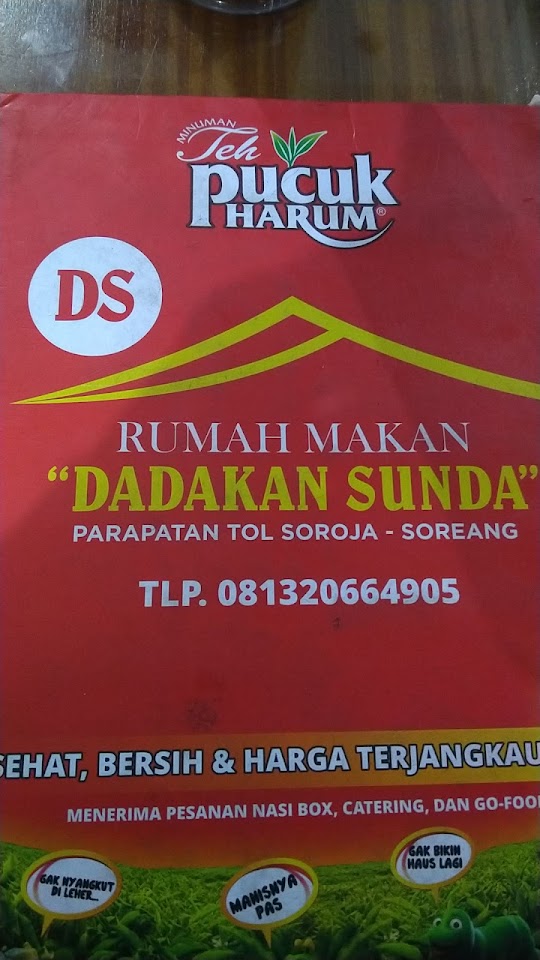 MINUMAN
Teh
pucuk
HARUM®
DS
RUMAH MAKAN
"DADAKAN SUNDA"
PARAPATAN TOL SOROJA - SOREANG
TLP. 081320664905
SEHAT, BERSIH & HARGA TERJANGKAU
MENERIMA PESANAN NASI BOX, CATERING, DAN GO-FOOD
GAK NYANGKUT
DI LEHER...
MANISNYA
PAS
GAK BIKIN
HAUS LAGI